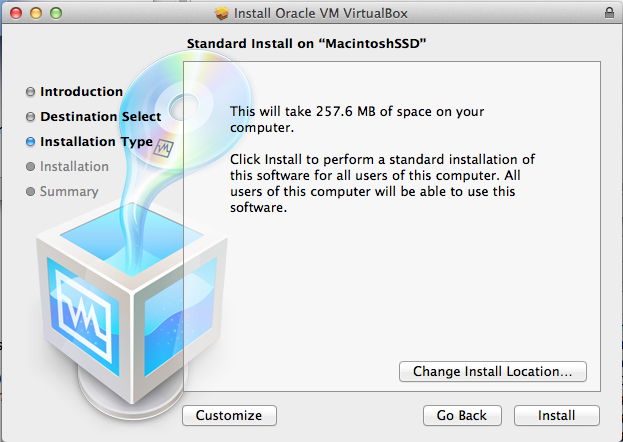 Install Oracle VM VirtualBox
Standard Install on “MacintoshSSD”
Introduction
Destination Select
Installation Type
Installation
Summary
This will take 257.6 MB of space on your
computer.
Click Install to perform a standard installation of
this software for all users of this computer. All
users of this computer will be able to use this
software.
Change Install Location...
Customize
Go Back
Install